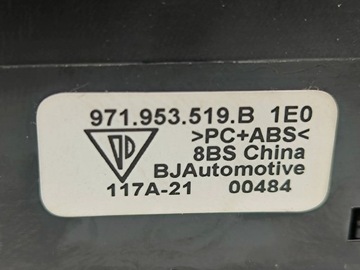 971.953.519.B 1E0
>PC+ABS<
8BS China
BJAutomotive
117A-21 00484